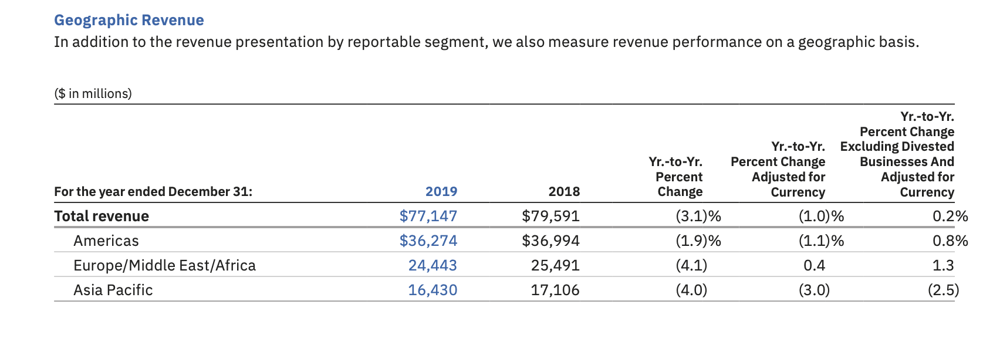 Geographic Revenue
In addition to the revenue presentation by reportable segment, we also measure revenue performance on a geographic basis.
($ in millions)
Yr.-to-Yr.
Percent Change
Yr.-to-Yr. Excluding Divested
Yr.-to-Yr. Percent Change Businesses And
Percent Adjusted for Adjusted for
For the year ended December 31: 2019 2018 Change Currency Currency
Total revenue $77,147 $79,591 (3.1)% (1.0)% 0.2%
Americas $36,274 $36,994 (1.9)% (1.1)% 0.8%
Europe/Middle East/Africa 24,443 25,491 (4.1) 0.4 1.3
Asia Pacific 16,430 17,106 (4.0) (3.0) (2.5)